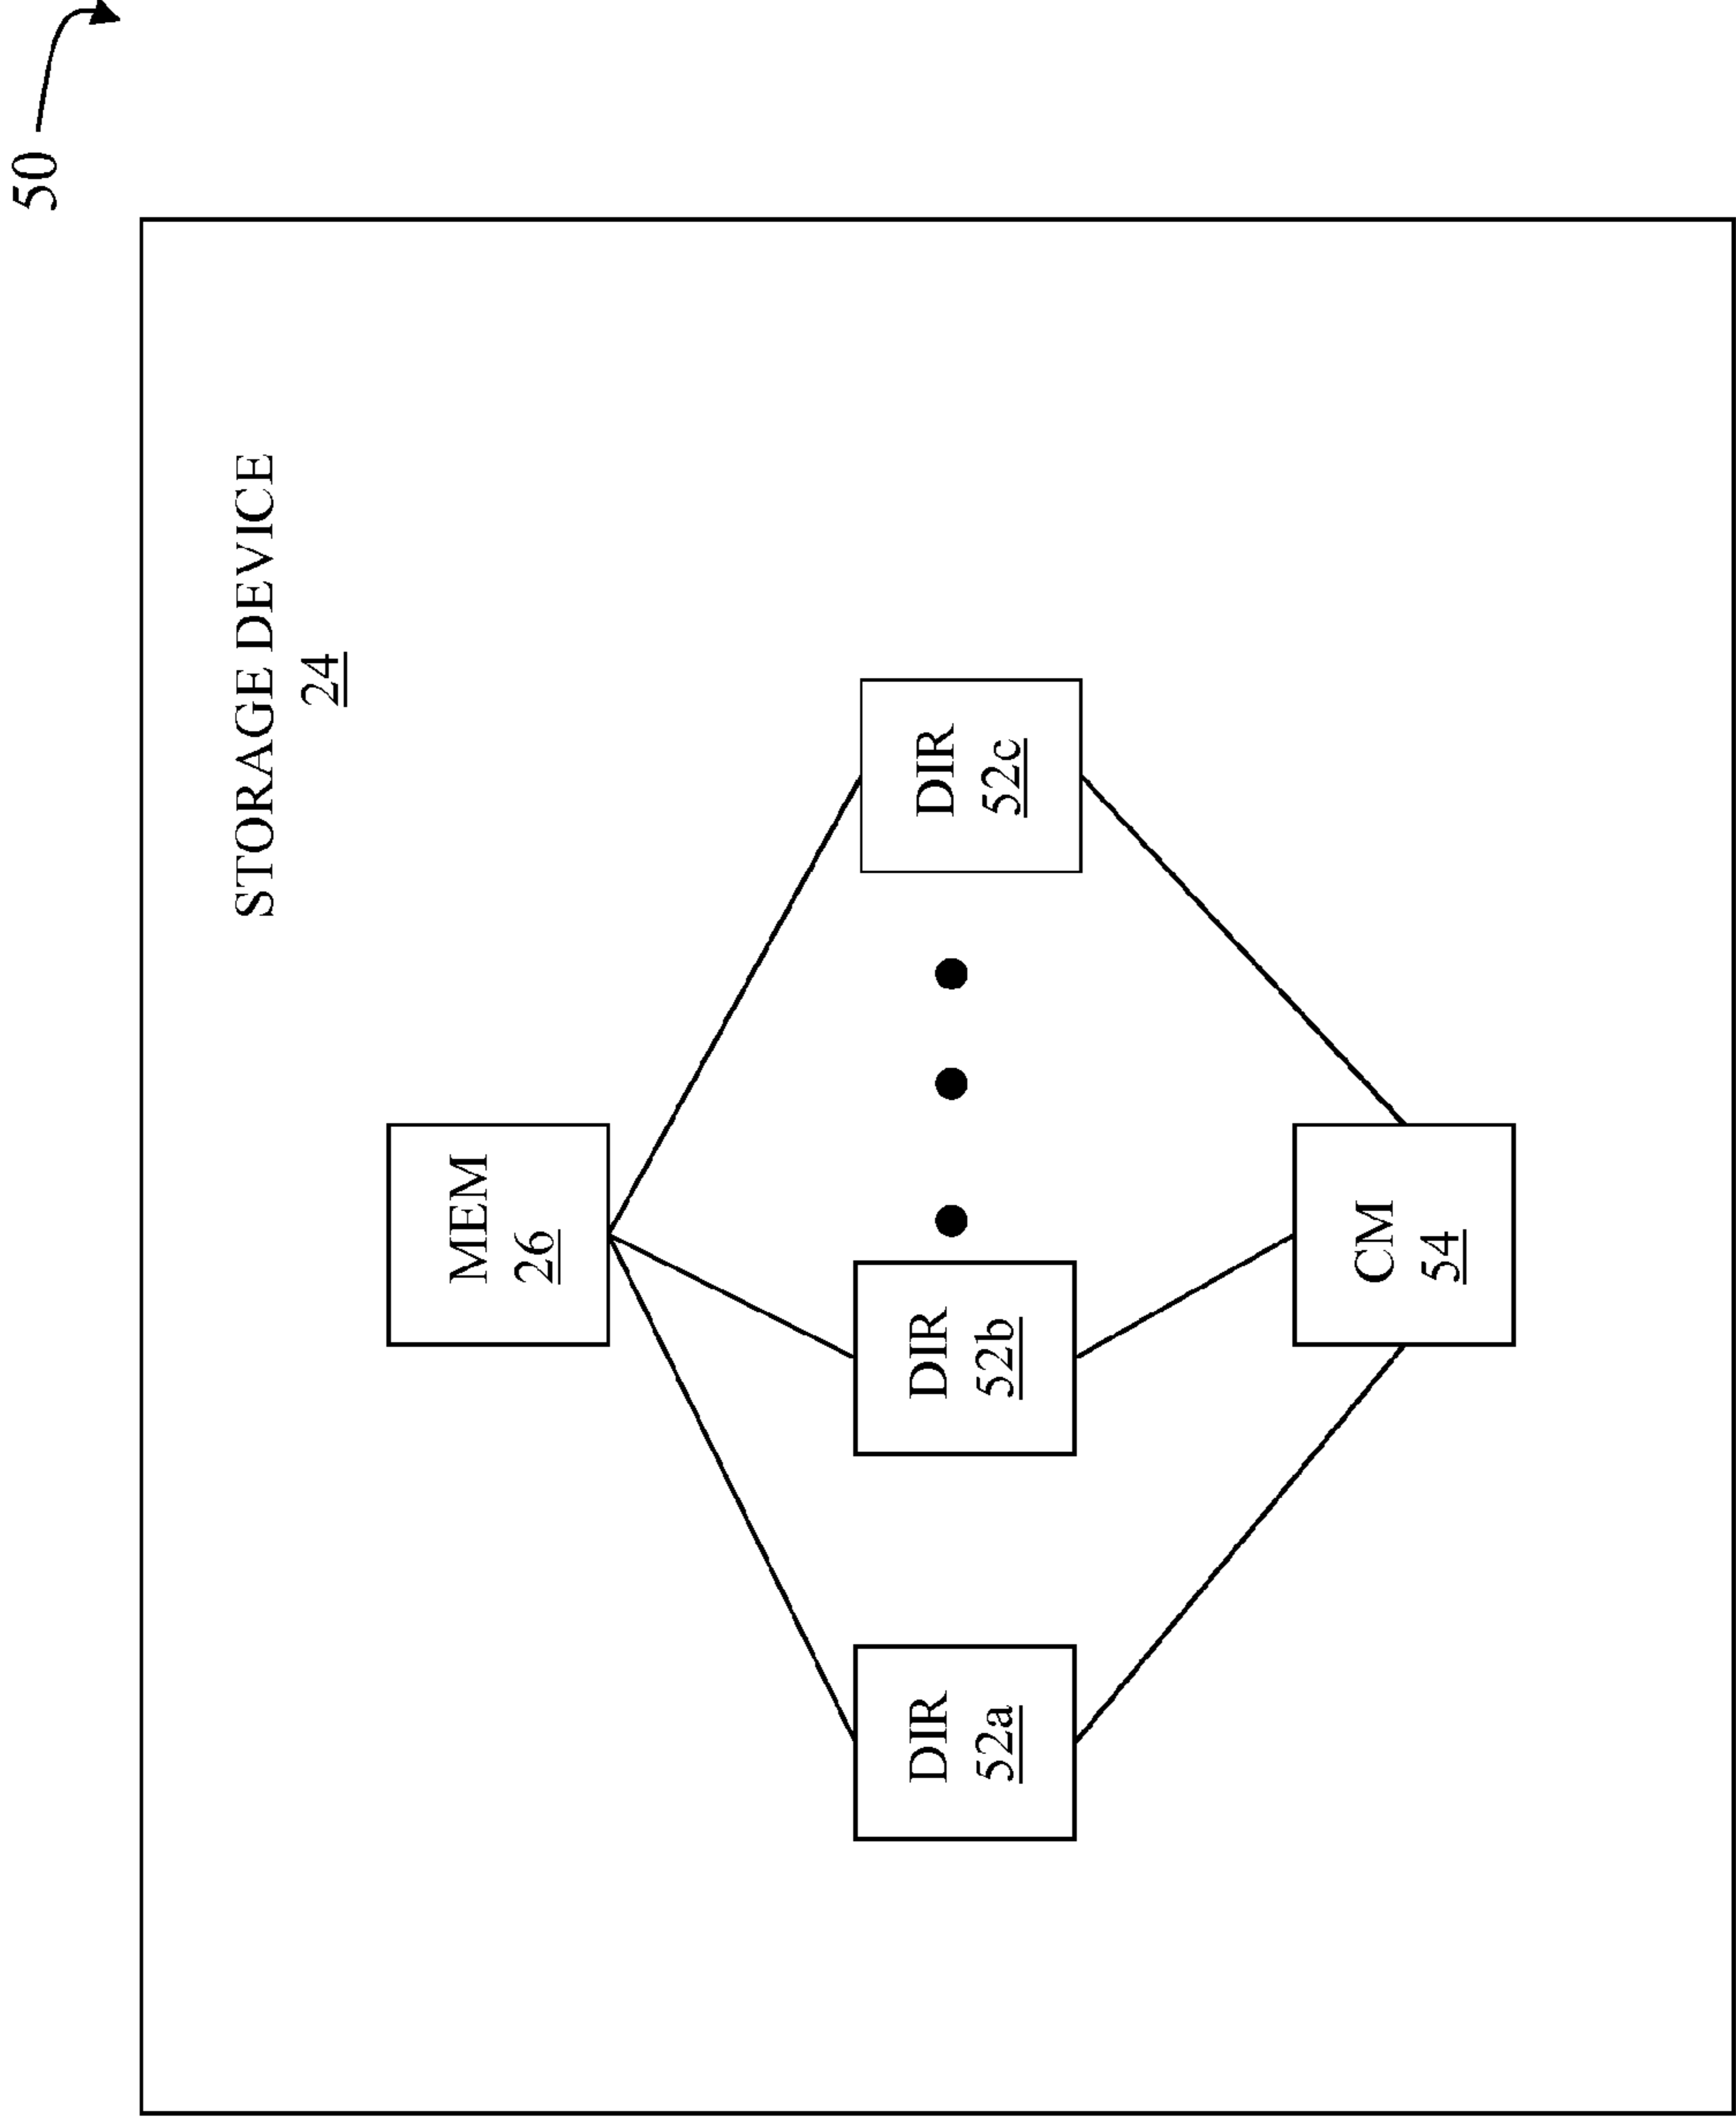 50
STORAGE DEVICE
24
MEM
26
DIR
52a
DIR
52b
DIR
52c
CM
54